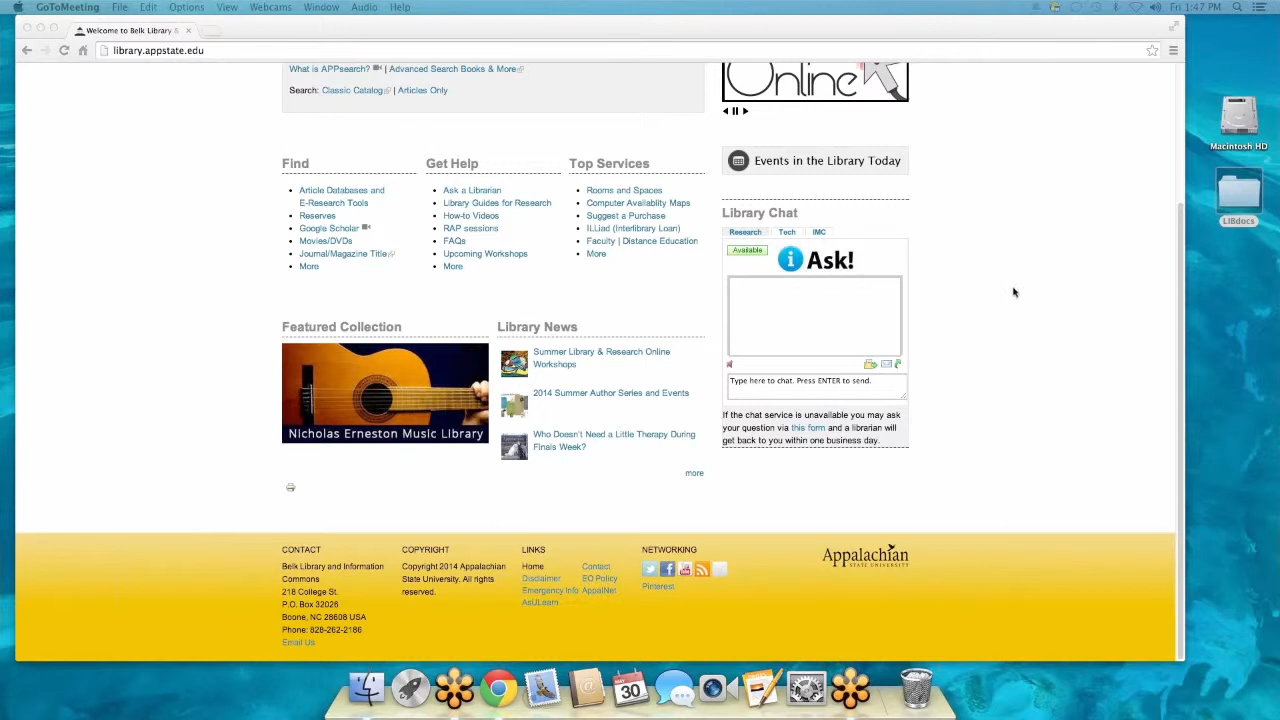 GoToMeeting File Edit Options View Webcams Window Audio Help Fri 1:47 PM
Welcome to Belk Library &
library.appstate.edu
What is APPsearch? | Advanced Search Books & More
Search: Classic Catalog | Articles Only
Online
Events in the Library Today
Find
Article Databases and
E-Research Tools
Reserves
Google Scholar
Movies/DVDs
Journal/Magazine Title
More
Get Help
Ask a Librarian
Library Guides for Research
How-to Videos
RAP sessions
FAQs
Upcoming Workshops
More
Top Services
Rooms and Spaces
Computer Availablity Maps
Suggest a Purchase
ILLiad (Interlibrary Loan)
Faculty | Distance Education
More
Library Chat
Research Tech IMC
Available
Ask!
Type here to chat. Press ENTER to send.
If the chat service is unavailable you may ask
your question via this form and a librarian will
get back to you within one business day.
Featured Collection
Nicholas Erneston Music Library
Library News
Summer Library & Research Online
Workshops
2014 Summer Author Series and Events
Who Doesn't Need a Little Therapy During
Finals Week?
more
CONTACT
Belk Library and Information
Commons
218 College St.
P.O. Box 32026
Boone, NC 28608 USA
Phone: 828-262-2186
Email Us
COPYRIGHT
Copyright 2014 Appalachian
State University. All rights
reserved.
LINKS
Home Contact
Disclaimer EO Policy
Emergency Info AppalNet
AsULearn
NETWORKING
Pinterest
Appalachian
STATE UNIVERSITY
Macintosh HD
LIBdocs
MAY
30